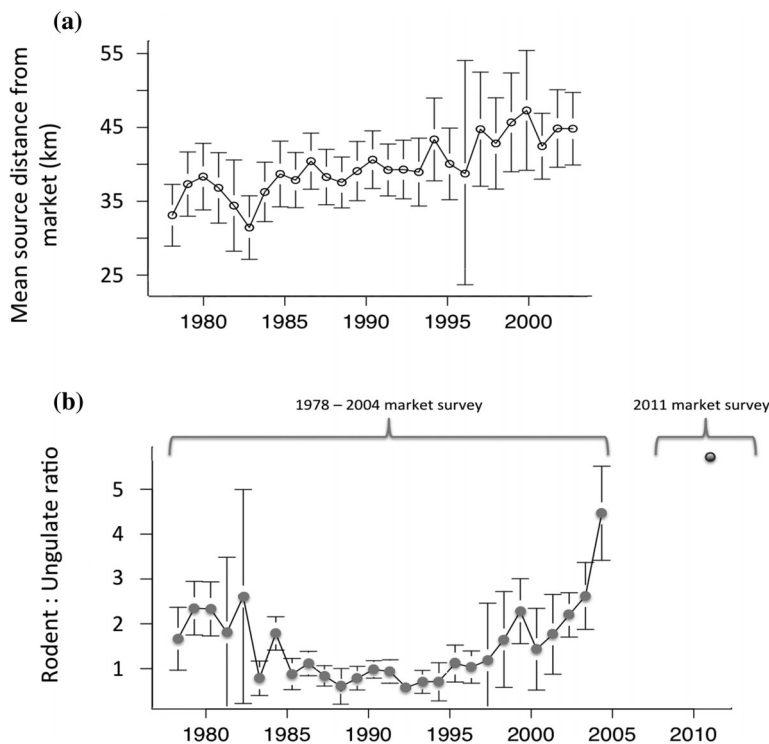 (a)
Mean source distance from
market (km)
55
45
35
25
1980 1985 1990 1995 2000
(b)
1978 – 2004 market survey 2011 market survey
Rodent : Ungulate ratio
5
4
3
2
1
1980 1985 1990 1995 2000 2005 2010